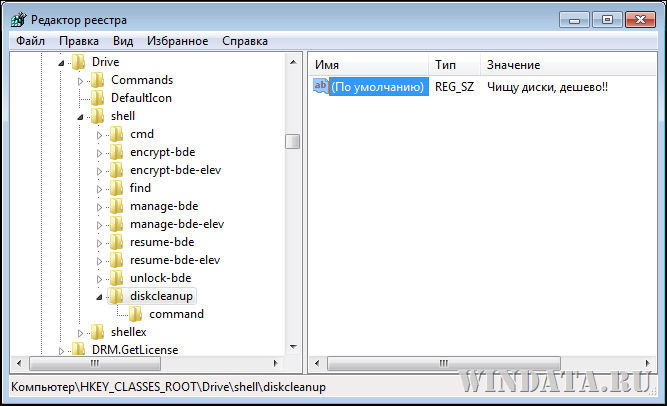 Редактор реестра
Файл Правка Вид Избранное Справка
Drive
Commands
DefaultIcon
shell
cmd
encrypt-bde
encrypt-bde-elev
find
manage-bde
manage-bde-elev
resume-bde
resume-bde-elev
unlock-bde
diskcleanup
command
shellex
DRM.GetLicense
Имя Тип Значение
ab (По умолчанию) REG_SZ Чищу диски, дешево!!
Компьютер\HKEY_CLASSES_ROOT\Drive\shell\diskcleanup
WINDATA.RU